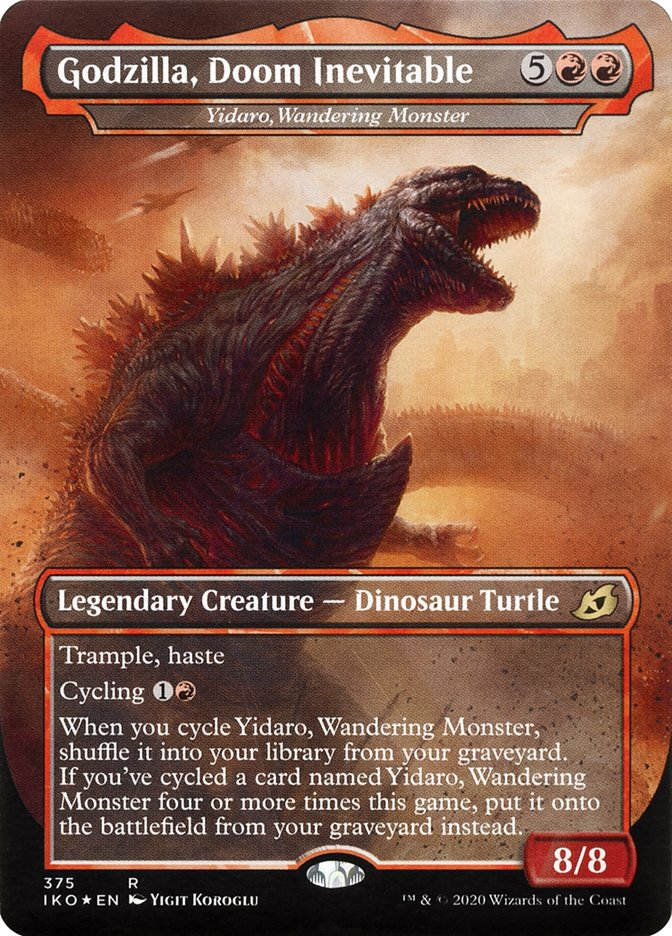 Godzilla, Doom Inevitable 5
Yidaro, Wandering Monster
Legendary Creature — Dinosaur Turtle
Trample, haste
Cycling 1
When you cycle Yidaro, Wandering Monster,
shuffle it into your library from your graveyard.
If you've cycled a card named Yidaro, Wandering
Monster four or more times this game, put it onto
the battlefield from your graveyard instead.
8/8
375 R
IKO★EN Yigit Koroglu
™ & © 2020 Wizards of the Coast